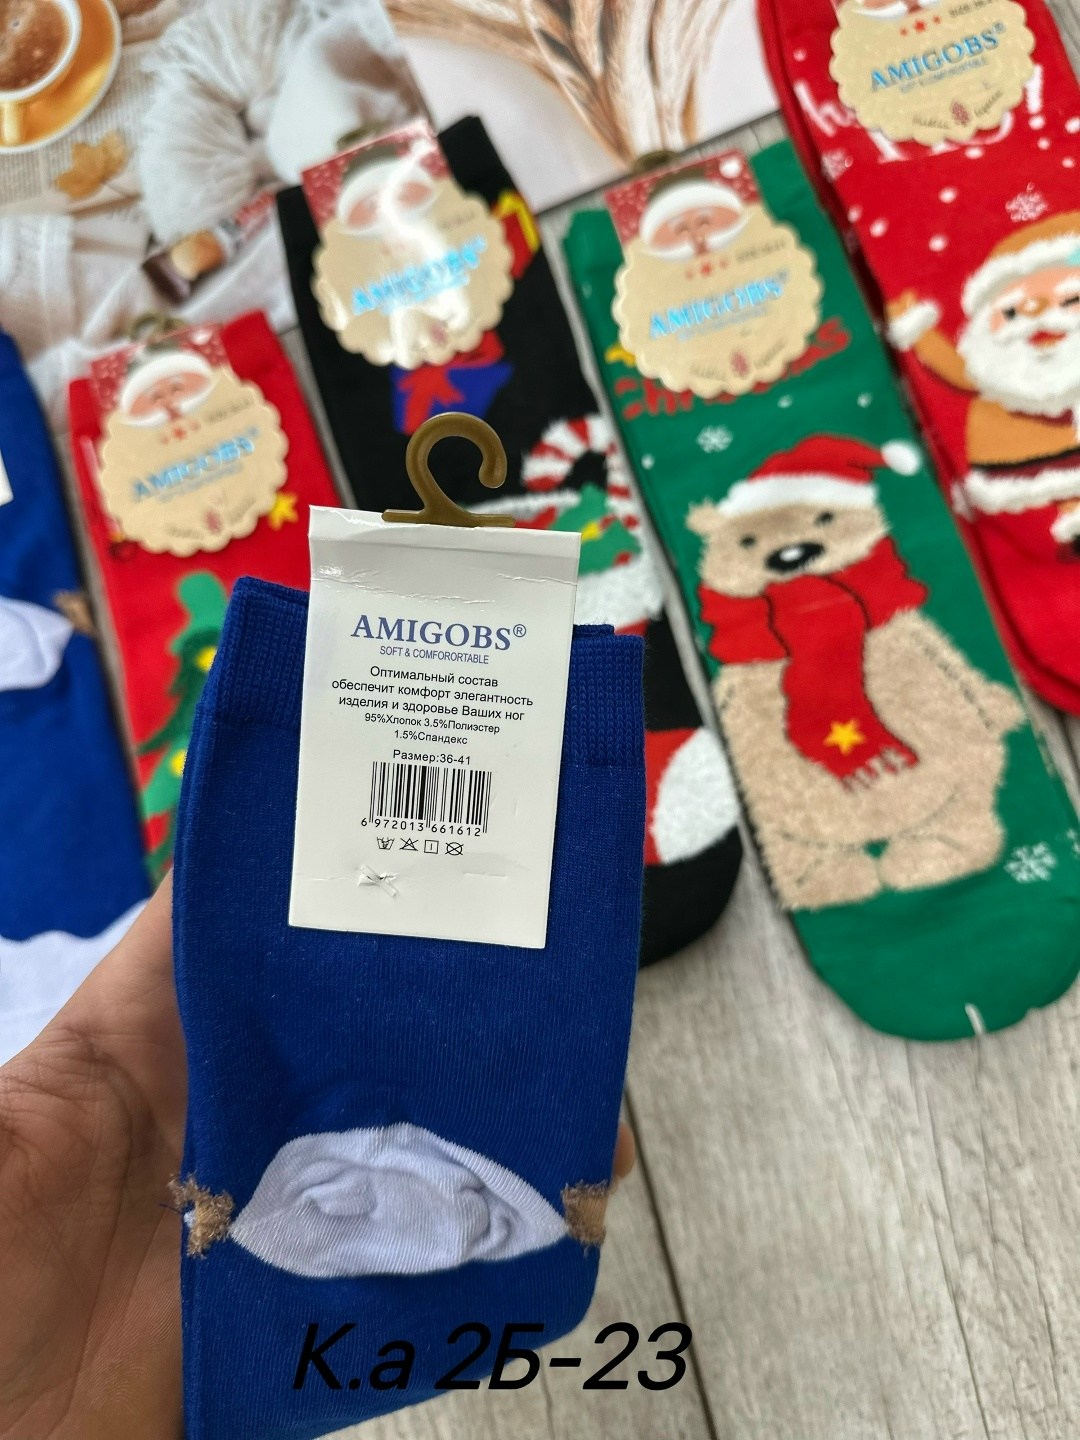 AMIGOBS®
AMIGOBS
AMIGOBS
AMIGOBS
CHRISTMAS
AMIGOBS®
SOFT & COMFORORTABLE
Оптимальный состав
обеспечит комфорт элегантность
изделия и здоровье Ваших ног
95%Хлопок 3.5%Полиэстер
1.5%Спандекс
Размер:36-41
6 972013 661612
К.а 2Б-23